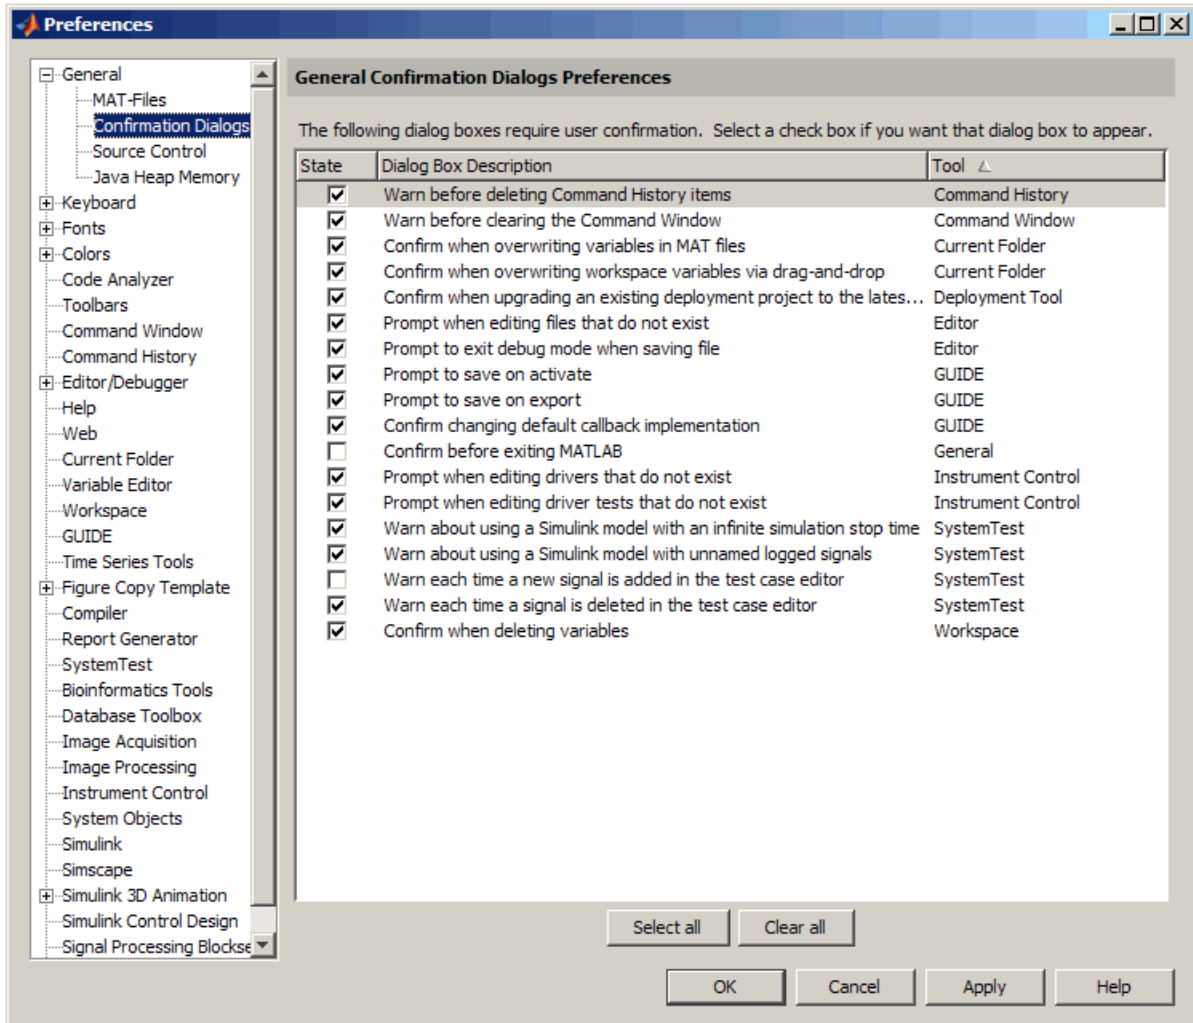 Preferences
General
MAT-Files
Confirmation Dialogs
Source Control
Java Heap Memory
Keyboard
Fonts
Colors
Code Analyzer
Toolbars
Command Window
Command History
Editor/Debugger
Help
Web
Current Folder
Variable Editor
Workspace
GUIDE
Time Series Tools
Figure Copy Template
Compiler
Report Generator
SystemTest
Bioinformatics Tools
Database Toolbox
Image Acquisition
Image Processing
Instrument Control
System Objects
Simulink
Simscape
Simulink 3D Animation
Simulink Control Design
Signal Processing Blockse
General Confirmation Dialogs Preferences
The following dialog boxes require user confirmation. Select a check box if you want that dialog box to appear.
State Dialog Box Description Tool
Warn before deleting Command History items Command History
Warn before clearing the Command Window Command Window
Confirm when overwriting variables in MAT files Current Folder
Confirm when overwriting workspace variables via drag-and-drop Current Folder
Confirm when upgrading an existing deployment project to the lates... Deployment Tool
Prompt when editing files that do not exist Editor
Prompt to exit debug mode when saving file Editor
Prompt to save on activate GUIDE
Prompt to save on export GUIDE
Confirm changing default callback implementation GUIDE
Confirm before exiting MATLAB General
Prompt when editing drivers that do not exist Instrument Control
Prompt when editing driver tests that do not exist Instrument Control
Warn about using a Simulink model with an infinite simulation stop time SystemTest
Warn about using a Simulink model with unnamed logged signals SystemTest
Warn each time a new signal is added in the test case editor SystemTest
Warn each time a signal is deleted in the test case editor SystemTest
Confirm when deleting variables Workspace
Select all Clear all
OK Cancel Apply Help